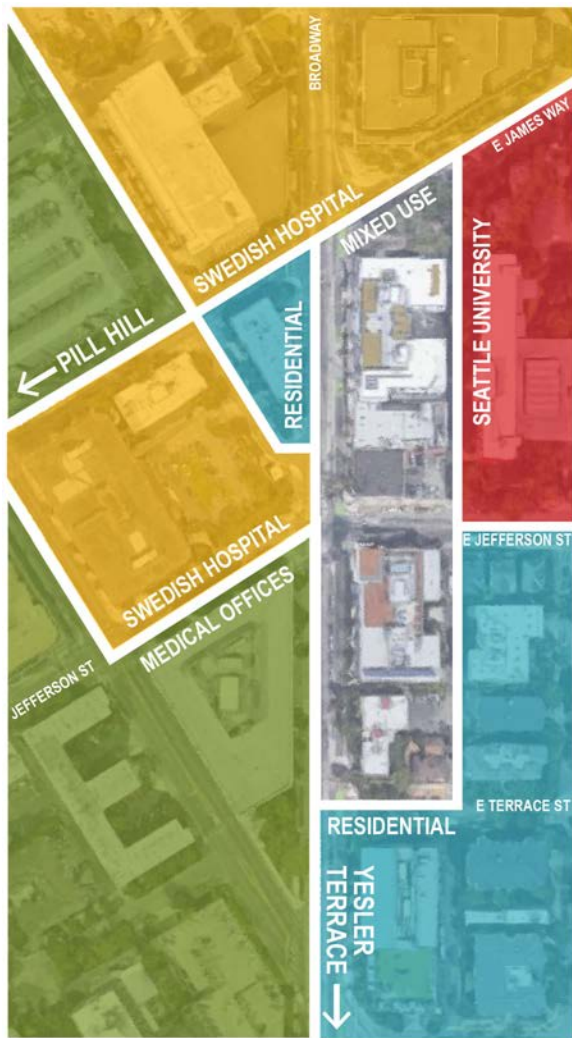 BROADWAY
E JAMES WAY
SWEDISH HOSPITAL
MIXED USE
SEATTLE UNIVERSITY
PILL HILL
RESIDENTIAL
SWEDISH HOSPITAL
E JEFFERSON ST
MEDICAL OFFICES
JEFFERSON ST
E TERRACE ST
RESIDENTIAL
YESLER
TERRACE